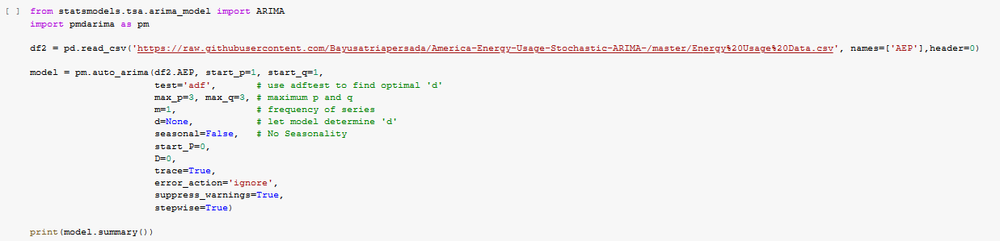 [ ] from statsmodels.tsa.arima_model import ARIMA
import pmdarima as pm
df2 = pd.read_csv('https://raw.githubusercontent.com/Bayusatriapersada/America-Energy-Usage-Stochastic-ARIMA-/master/Energy%20Usage%20Data.csv', names=['AEP'],header=0)
model = pm.auto_arima(df2.AEP, start_p=1, start_q=1,
test='adf', # use adftest to find optimal 'd'
max_p=3, max_q=3, # maximum p and q
m=1, # frequency of series
d=None, # let model determine 'd'
seasonal=False, # No Seasonality
start_P=0,
D=0,
trace=True,
error_action='ignore',
suppress_warnings=True,
stepwise=True)
print(model.summary())